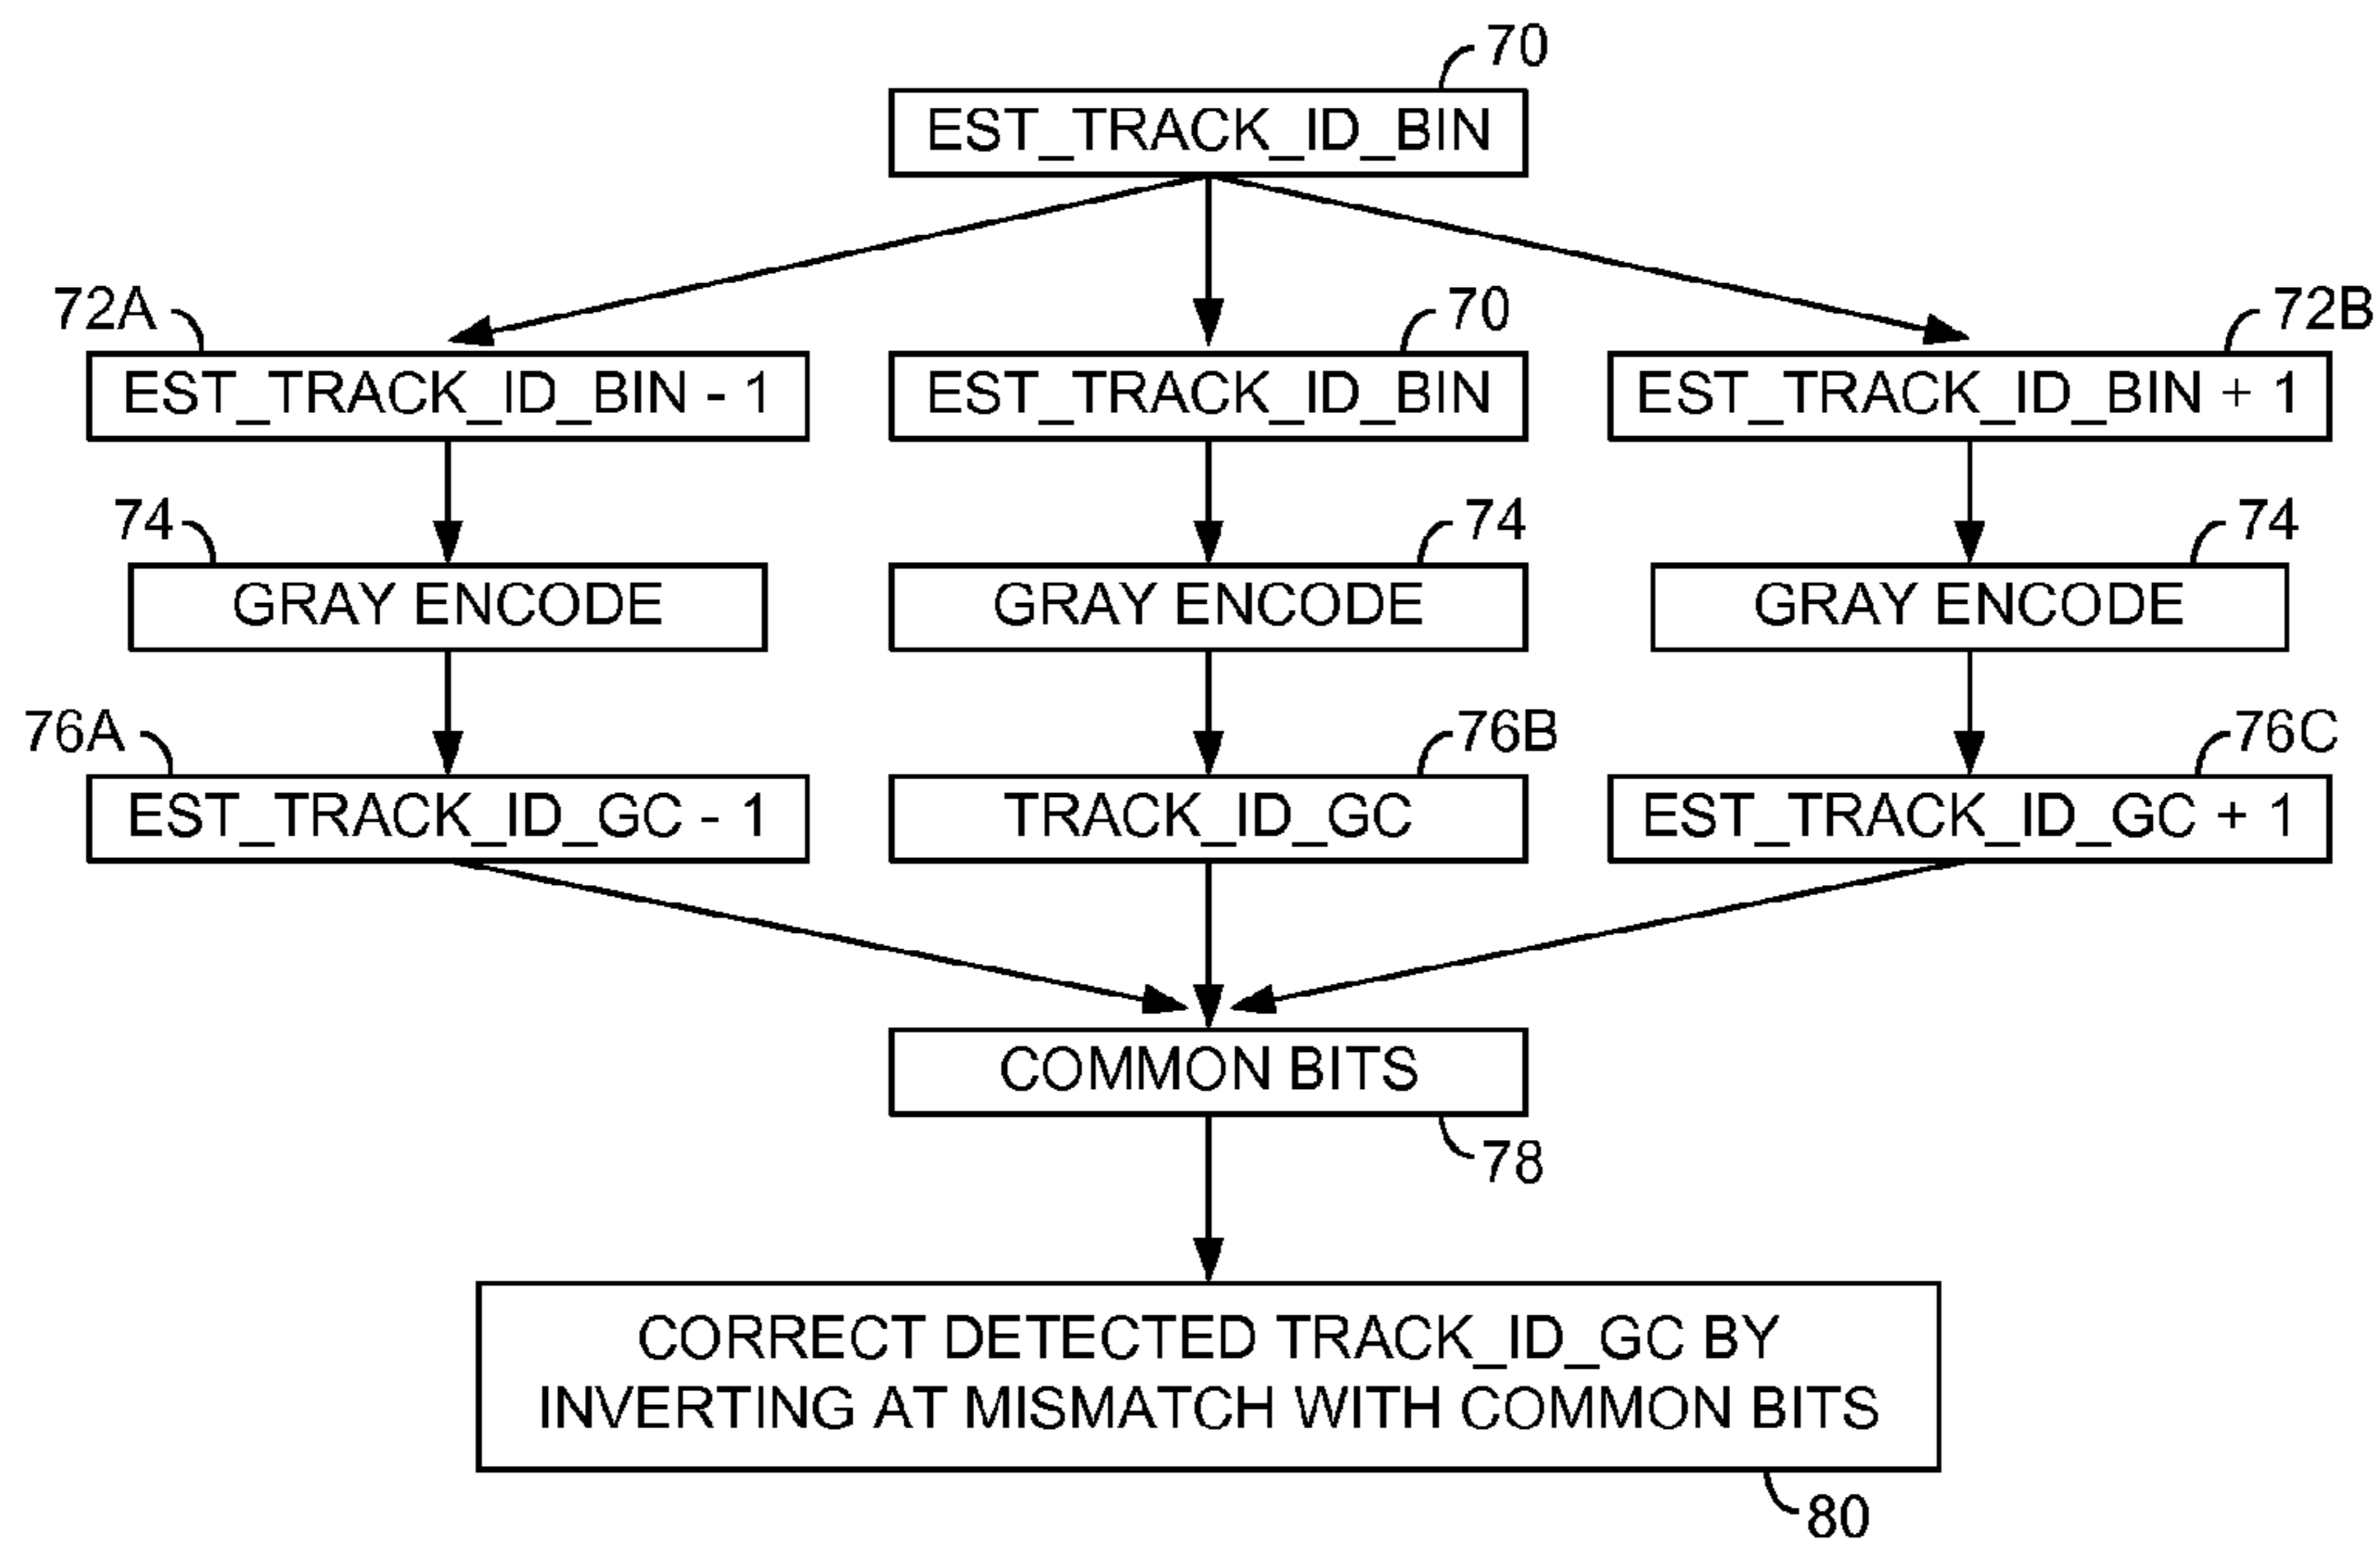 70
EST_TRACK_ID_BIN
72A
70
72B
EST_TRACK_ID_BIN - 1
EST_TRACK_ID_BIN
EST_TRACK_ID_BIN + 1
74
74
74
GRAY ENCODE
GRAY ENCODE
GRAY ENCODE
76A
76B
76C
EST_TRACK_ID_GC - 1
TRACK_ID_GC
EST_TRACK_ID_GC + 1
COMMON BITS
78
CORRECT DETECTED TRACK_ID_GC BY
INVERTING AT MISMATCH WITH COMMON BITS
80